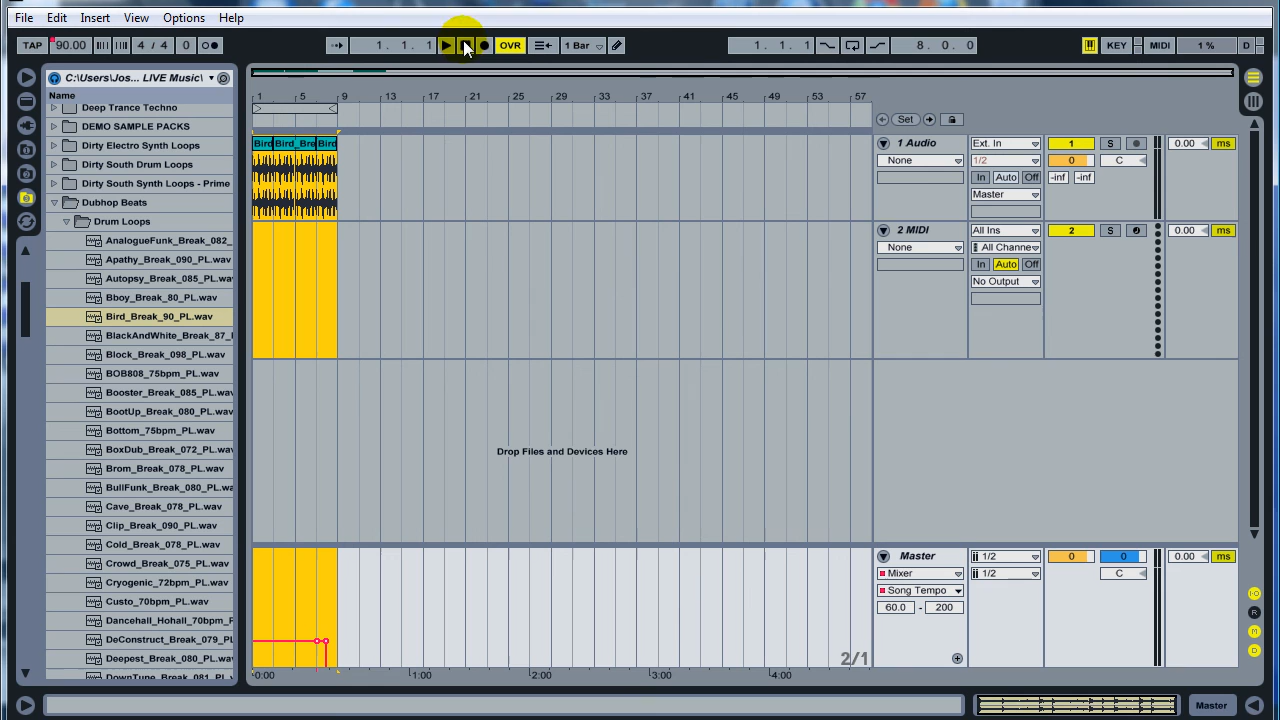 File Edit Insert View Options Help
TAP 90.00 4 / 4 0 1. 1. 1 OVR 1 Bar 1. 1. 1 8. 0. 0 KEY MIDI 1 % D
C:\Users\Jos... LIVE Music\
Name
1 5 9 13 17 21 25 29 33 37 41 45 49 53 57
Deep Trance Techno
DEMO SAMPLE PACKS
Dirty Electro Synth Loops
Dirty South Drum Loops
Dirty South Synth Loops - Prime
Dubhop Beats
Drum Loops
AnalogueFunk_Break_082_
Apathy_Break_090_PL.wav
Autopsy_Break_085_PL.wav
Bboy_Break_80_PL.wav
Bird_Break_90_PL.wav
BlackAndWhite_Break_87_
Block_Break_098_PL.wav
BOB808_75bpm_PL.wav
Booster_Break_085_PL.wav
BootUp_Break_080_PL.wav
Bottom_75bpm_PL.wav
BoxDub_Break_072_PL.wav
Brom_Break_078_PL.wav
BullFunk_Break_080_PL.wav
Cave_Break_078_PL.wav
Clip_Break_090_PL.wav
Cold_Break_078_PL.wav
Crowd_Break_075_PL.wav
Cryogenic_72bpm_PL.wav
Custo_70bpm_PL.wav
Dancehall_Hohall_70bpm_P
DeConstruct_Break_079_PL
Deepest_Break_080_PL.wav
DownTune_Break_081_PL
Set
Bird Bird_Bre Bird
1 Audio Ext. In 1 S 0.00 ms
None 1/2 0 C
In Auto Off -inf -inf
Master
2 MIDI All Ins 2 S 0.00 ms
None All Channe
In Auto Off
No Output
Drop Files and Devices Here
Master 1/2 0 0 0.00 ms
Mixer 1/2 C
Song Tempo
60.0 - 200
2/1
0:00 1:00 2:00 3:00 4:00
I·O
R
M
D
Master